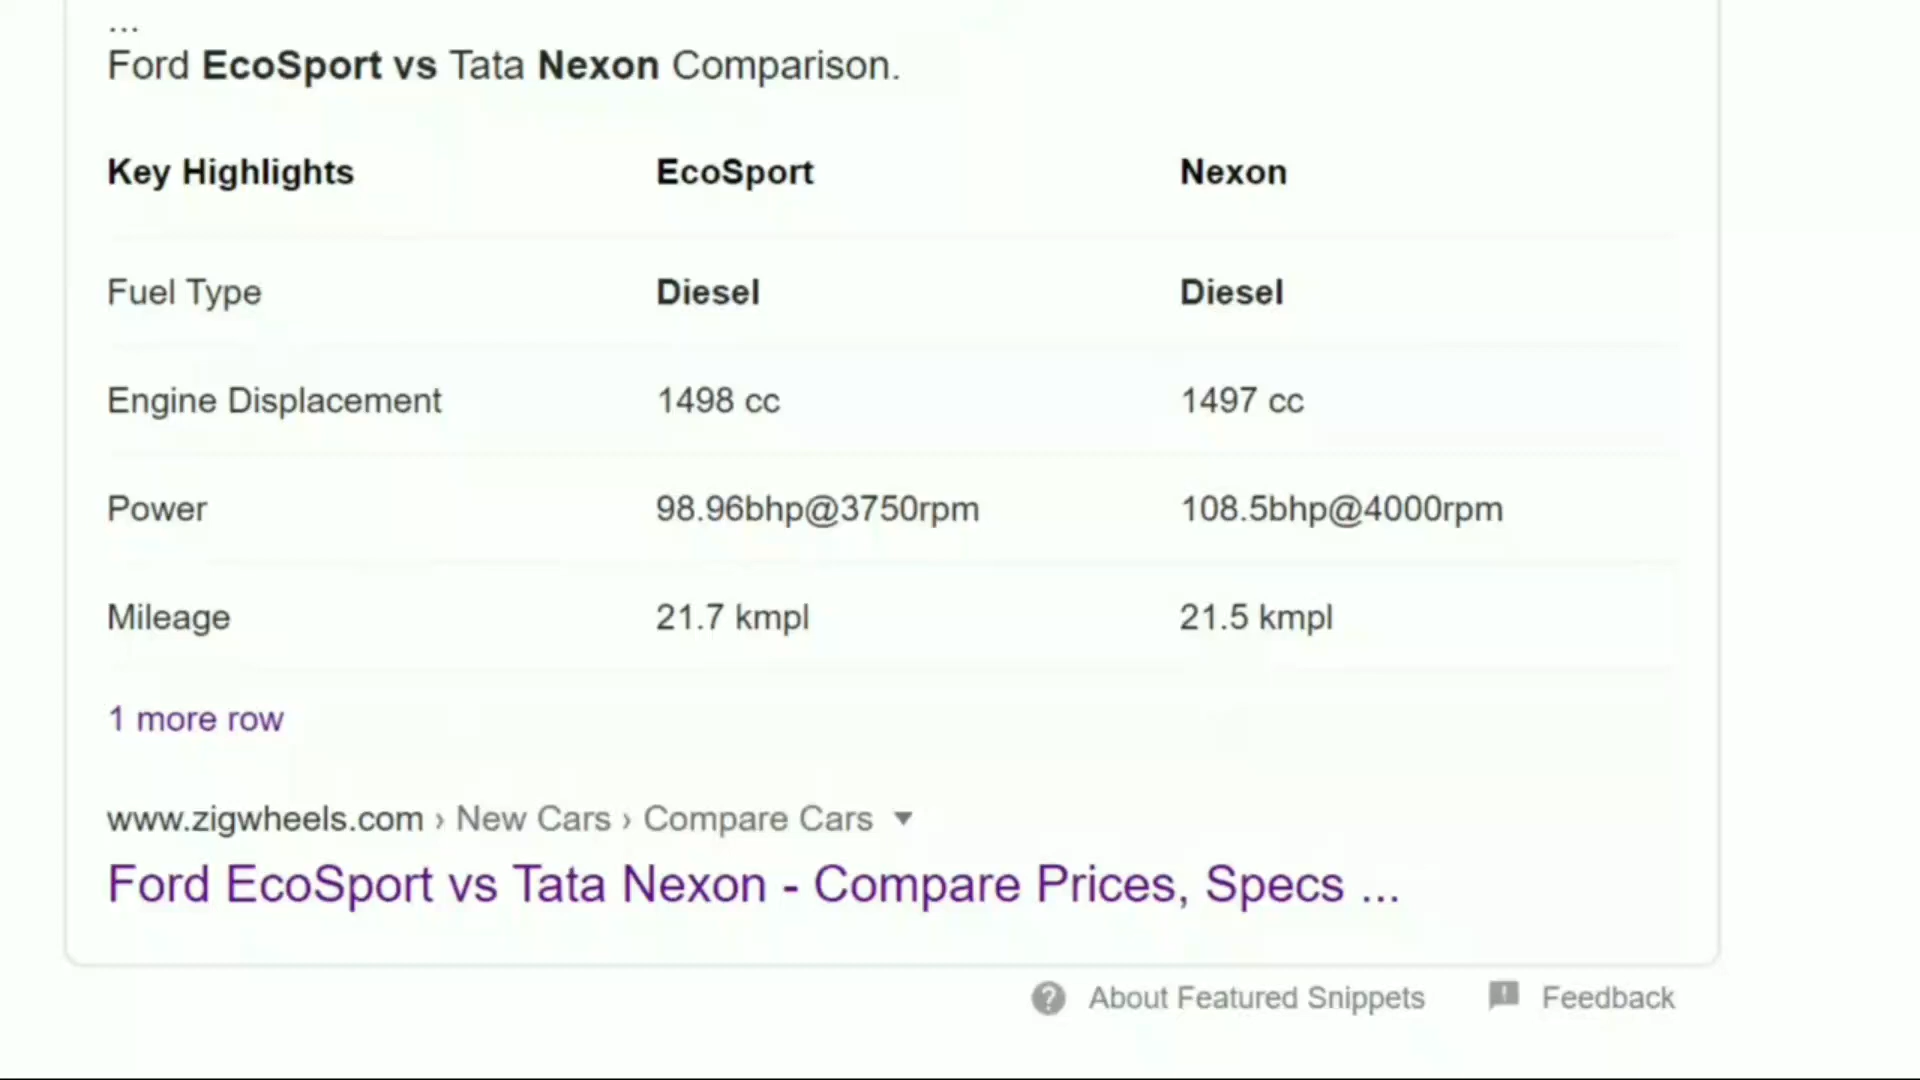 ...
Ford EcoSport vs Tata Nexon Comparison.
Key Highlights EcoSport Nexon
Fuel Type Diesel Diesel
Engine Displacement 1498 cc 1497 cc
Power 98.96bhp@3750rpm 108.5bhp@4000rpm
Mileage 21.7 kmpl 21.5 kmpl
1 more row
www.zigwheels.com › New Cars › Compare Cars
Ford EcoSport vs Tata Nexon - Compare Prices, Specs ...
About Featured Snippets Feedback